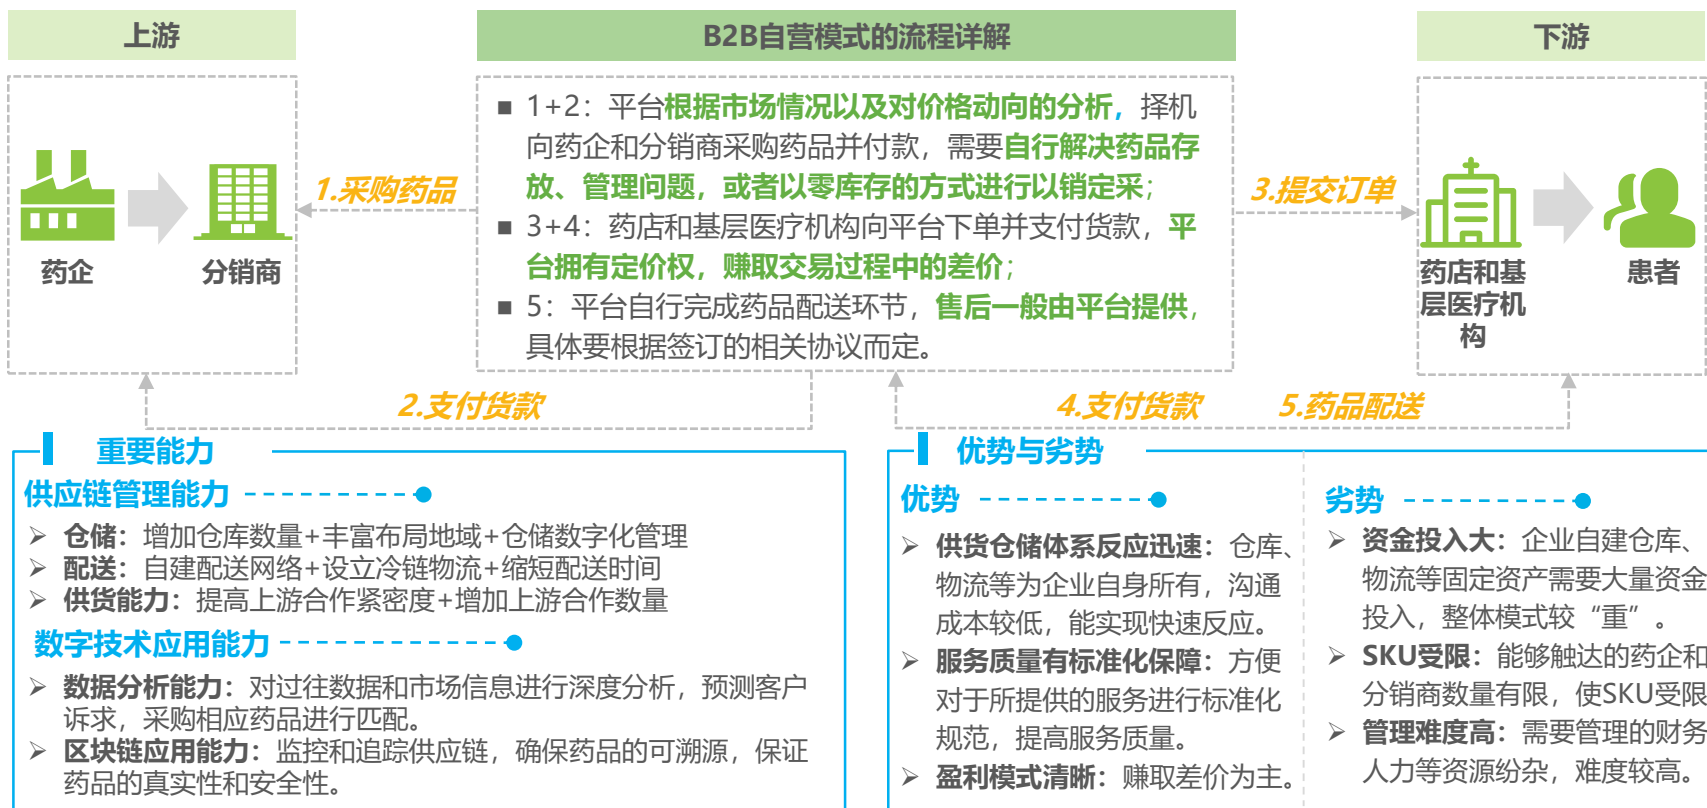 上游
B2B自营模式的流程详解
下游
■ 1+2：平台根据市场情况以及对价格动向的分析，择机
向药企和分销商采购药品并付款，需要自行解决药品存
放、管理问题，或者以零库存的方式进行以销定采；
■ 3+4：药店和基层医疗机构向平台下单并支付货款，平
台拥有定价权，赚取交易过程中的差价；
■ 5：平台自行完成药品配送环节，售后一般由平台提供，
具体要根据签订的相关协议而定。
药企
分销商
1.采购药品
3.提交订单
药店和基
层医疗机
构
患者
2.支付货款
4.支付货款
5.药品配送
重要能力
供应链管理能力
➢ 仓储：增加仓库数量+丰富布局地域+仓储数字化管理
➢ 配送：自建配送网络+设立冷链物流+缩短配送时间
➢ 供货能力：提高上游合作紧密度+增加上游合作数量
数字技术应用能力
➢ 数据分析能力：对过往数据和市场信息进行深度分析，预测客户
诉求，采购相应药品进行匹配。
➢ 区块链应用能力：监控和追踪供应链，确保药品的可溯源，保证
药品的真实性和安全性。
优势与劣势
优势
➢ 供货仓储体系反应迅速：仓库、
物流等为企业自身所有，沟通
成本较低，能实现快速反应。
➢ 服务质量有标准化保障：方便
对于所提供的服务进行标准化
规范，提高服务质量。
➢ 盈利模式清晰：赚取差价为主。
劣势
➢ 资金投入大：企业自建仓库、
物流等固定资产需要大量资金
投入，整体模式较“重”。
➢ SKU受限：能够触达的药企和
分销商数量有限，使SKU受限
➢ 管理难度高：需要管理的财务
人力等资源纷杂，难度较高。